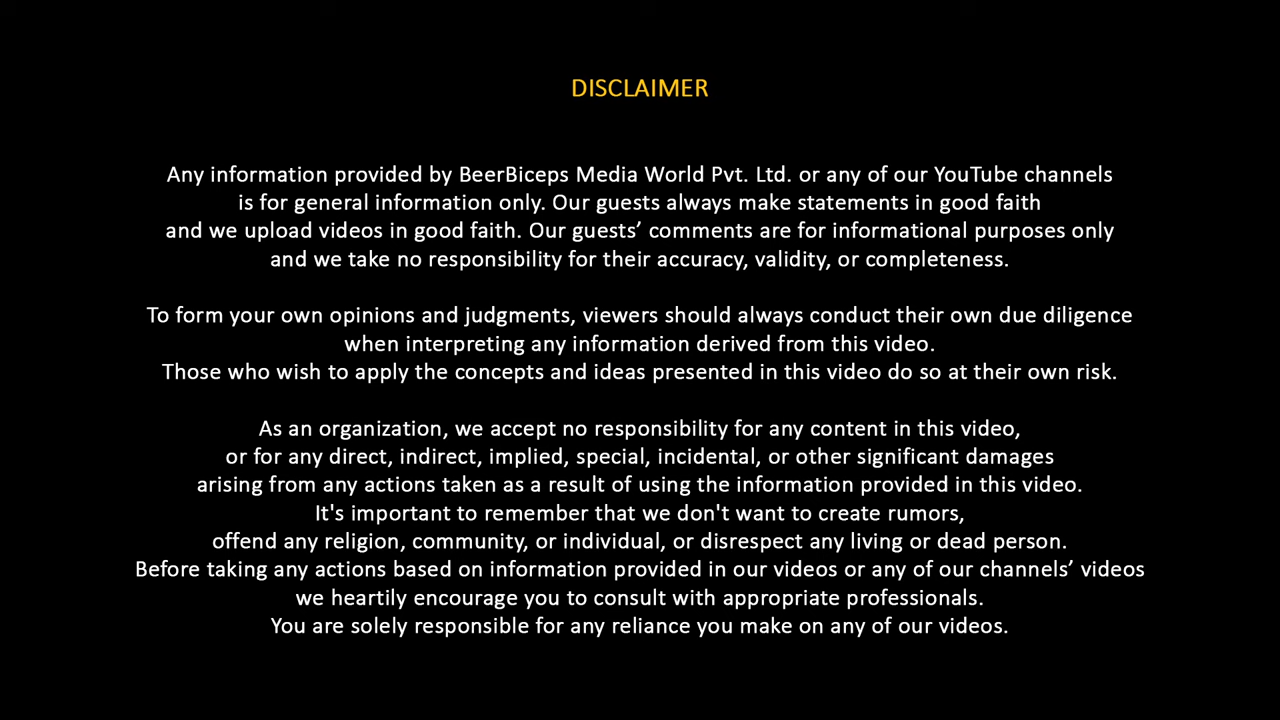 DISCLAIMER
Any information provided by BeerBiceps Media World Pvt. Ltd. or any of our YouTube channels
is for general information only. Our guests always make statements in good faith
and we upload videos in good faith. Our guests’ comments are for informational purposes only
and we take no responsibility for their accuracy, validity, or completeness.
To form your own opinions and judgments, viewers should always conduct their own due diligence
when interpreting any information derived from this video.
Those who wish to apply the concepts and ideas presented in this video do so at their own risk.
As an organization, we accept no responsibility for any content in this video,
or for any direct, indirect, implied, special, incidental, or other significant damages
arising from any actions taken as a result of using the information provided in this video.
It's important to remember that we don't want to create rumors,
offend any religion, community, or individual, or disrespect any living or dead person.
Before taking any actions based on information provided in our videos or any of our channels’ videos
we heartily encourage you to consult with appropriate professionals.
You are solely responsible for any reliance you make on any of our videos.